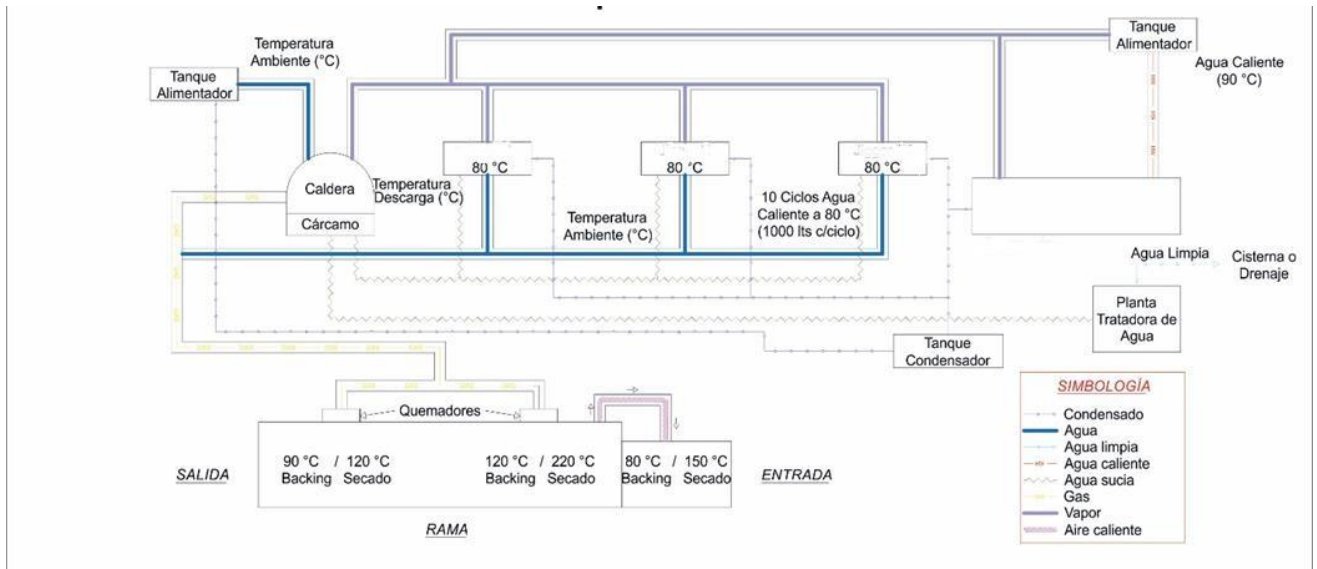 Tanque
Alimentador
Temperatura
Ambiente (°C)
Tanque
Alimentador
Agua Caliente
(90 °C)
80 °C
80 °C
80 °C
Caldera
Cárcamo
Temperatura
Descarga (°C)
Temperatura
Ambiente (°C)
10 Ciclos Agua
Caliente a 80 °C
(1000 lts c/ciclo)
Agua Limpia
Cisterna o
Drenaje
Planta
Tratadora de
Agua
Tanque
Condensador
Quemadores
SALIDA
90 °C / 120 °C
Backing Secado
120 °C / 220 °C
Backing Secado
80 °C / 150 °C
Backing Secado
ENTRADA
RAMA
SIMBOLOGÍA
Condensado
Agua
Agua limpia
Agua caliente
Agua sucia
Gas
Vapor
Aire caliente